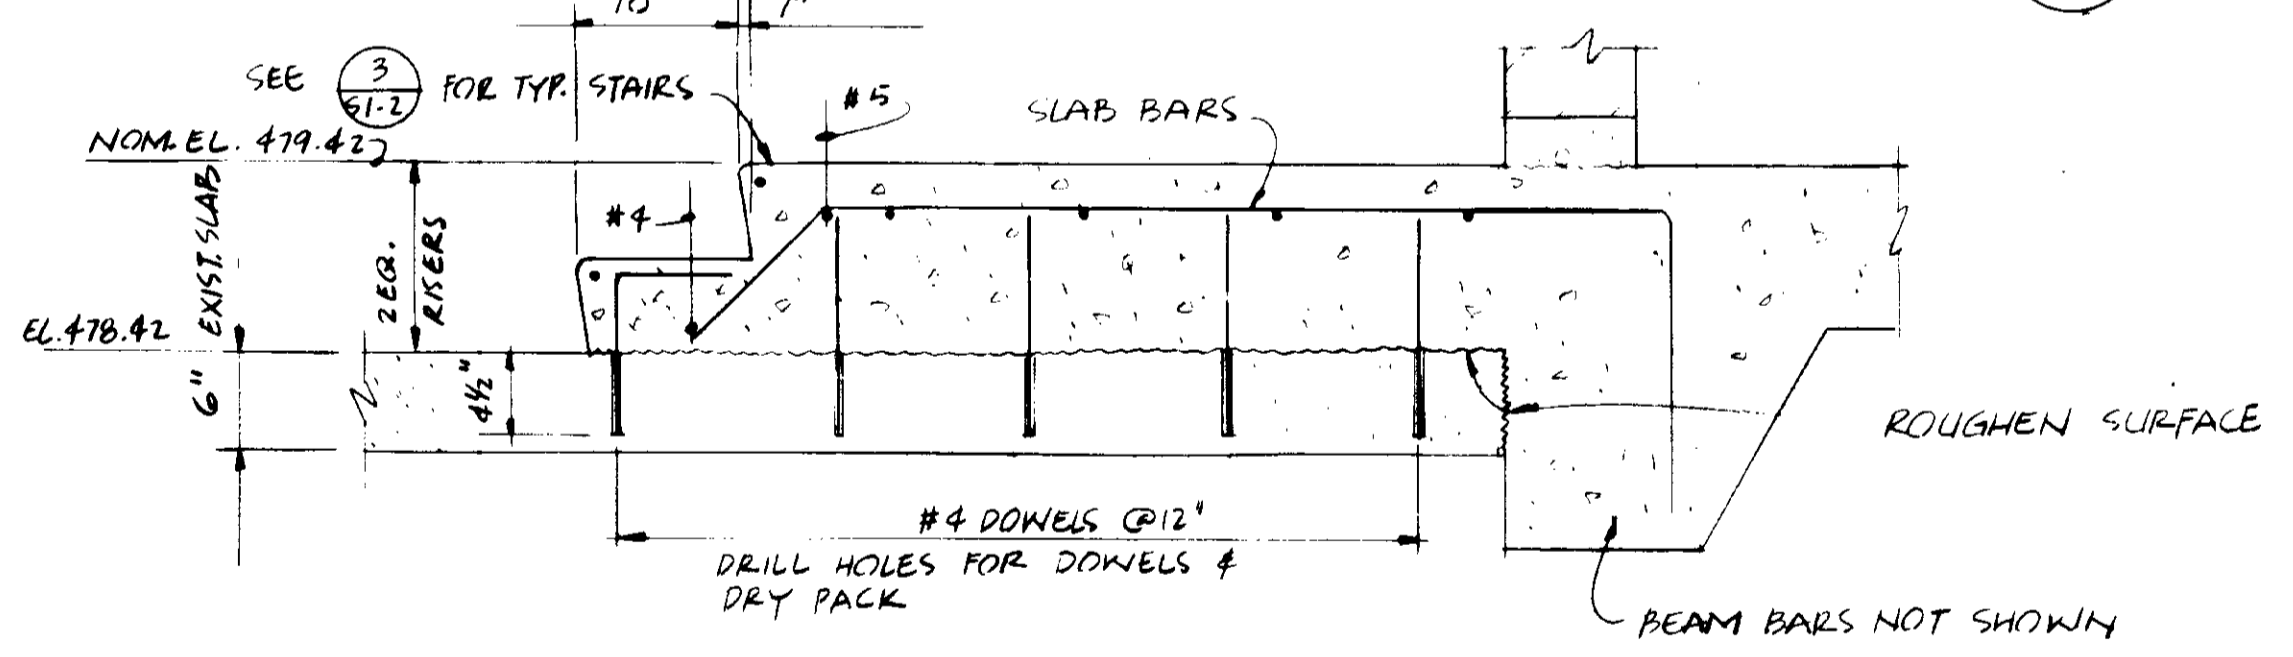 SEE 3 S1-2 FOR TYP. STAIRS
#5
SLAB BARS
NOM. EL. 479.42
#4
6" EXIST. SLAB
2 EQ.
RISERS
EL. 478.42
4½"
ROUGHEN SURFACE
#4 DOWELS @12"
DRILL HOLES FOR DOWELS &
DRY PACK
BEAM BARS NOT SHOWN